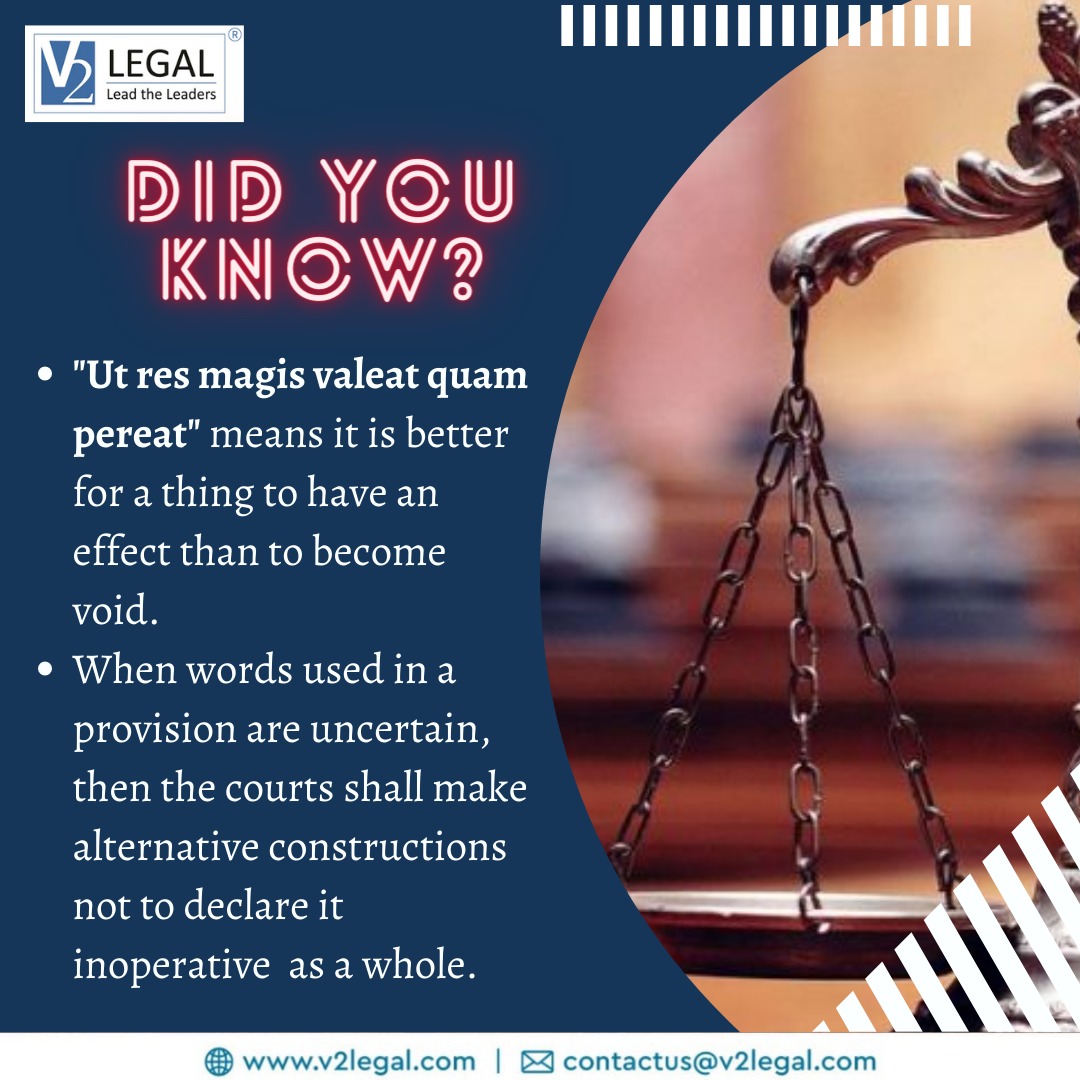 V2 LEGAL ®
Lead the Leaders
DID YOU
KNOW?
• "Ut res magis valeat quam
pereat" means it is better
for a thing to have an
effect than to become
void.
• When words used in a
provision are uncertain,
then the courts shall make
alternative constructions
not to declare it
inoperative  as a whole.
www.v2legal.com | contactus@v2legal.com